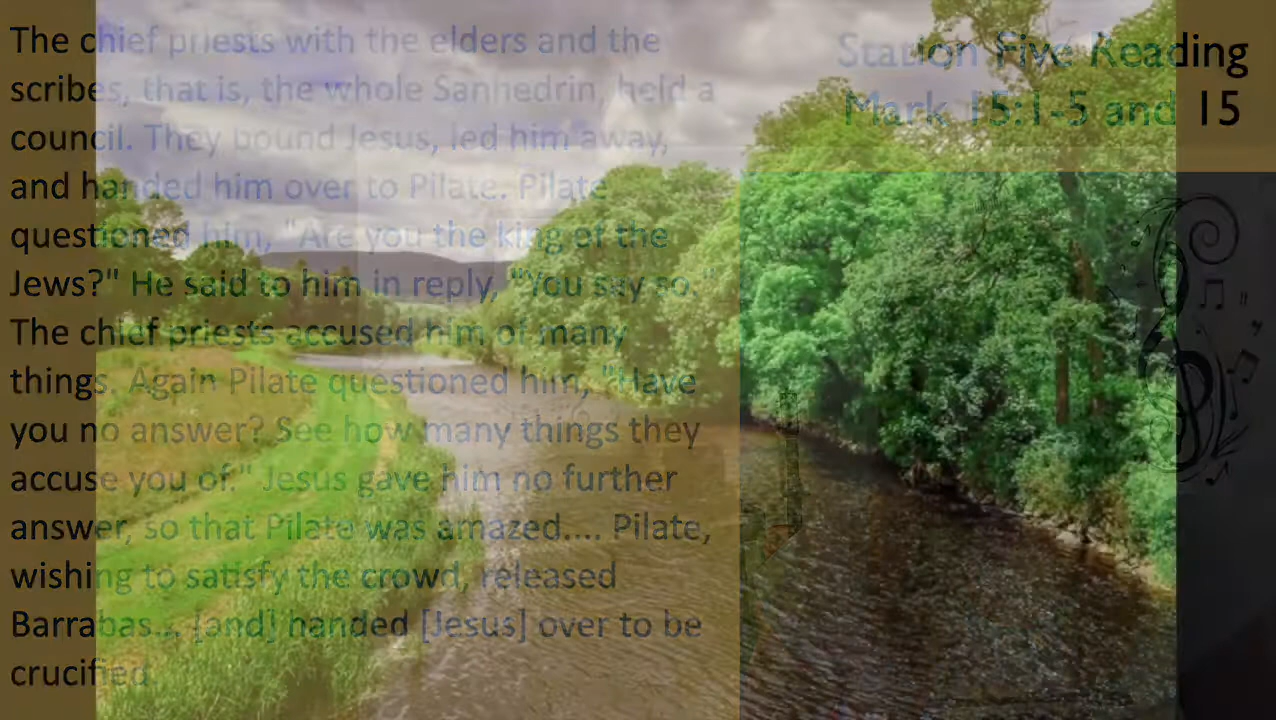 The chief priests with the elders and the
scribes, that is, the whole Sanhedrin, held a
council. They bound Jesus, led him away,
and handed him over to Pilate. Pilate
questioned him, "Are you the king of the
Jews?" He said to him in reply, "You say so."
The chief priests accused him of many
things. Again Pilate questioned him, "Have
you no answer? See how many things they
accuse you of." Jesus gave him no further
answer, so that Pilate was amazed.... Pilate,
wishing to satisfy the crowd, released
Barrabas... [and] handed [Jesus] over to be
crucified.
Station Five Reading
Mark 15:1-5 and 15